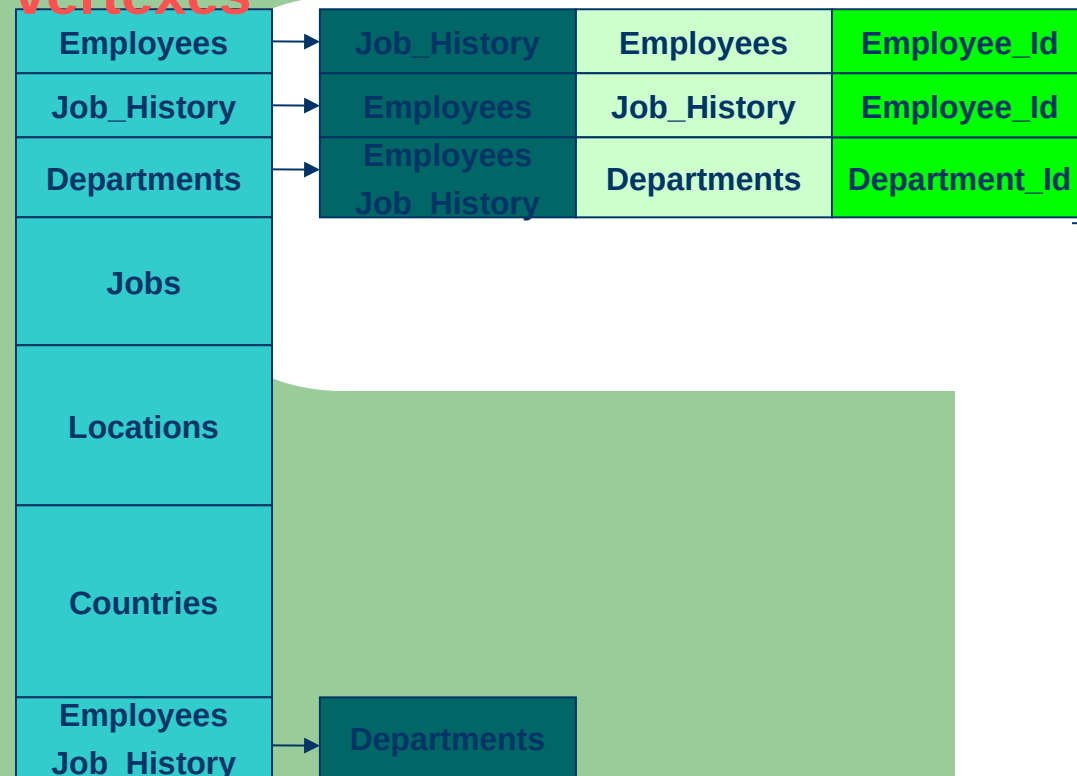 Vertexes
Employees Job_History Employees Employee_Id
Job_History Employees Job_History Employee_Id
Departments Employees Job_History Departments Department_Id
Jobs
Locations
Countries
Employees
Job_History Departments